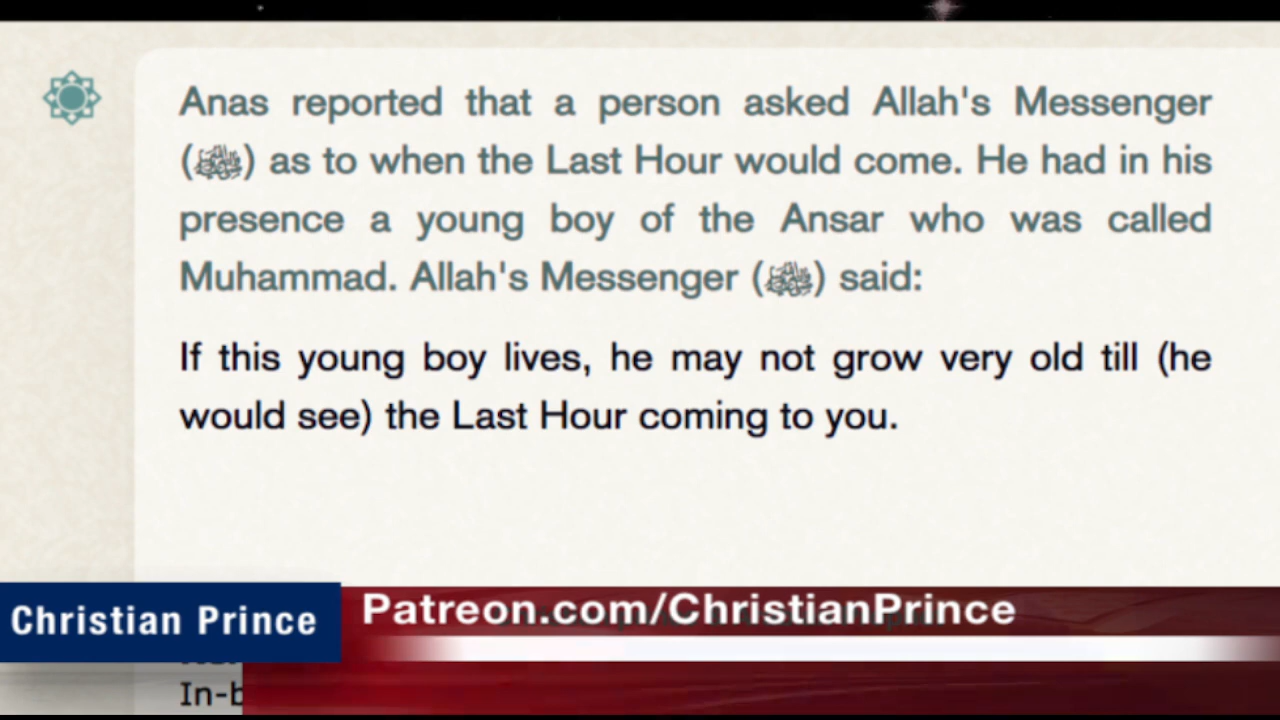 Anas reported that a person asked Allah's Messenger
(ﷺ) as to when the Last Hour would come. He had in his
presence a young boy of the Ansar who was called
Muhammad. Allah's Messenger (ﷺ) said:
If this young boy lives, he may not grow very old till (he
would see) the Last Hour coming to you.
Christian Prince
Patreon.com/ChristianPrince
In-b